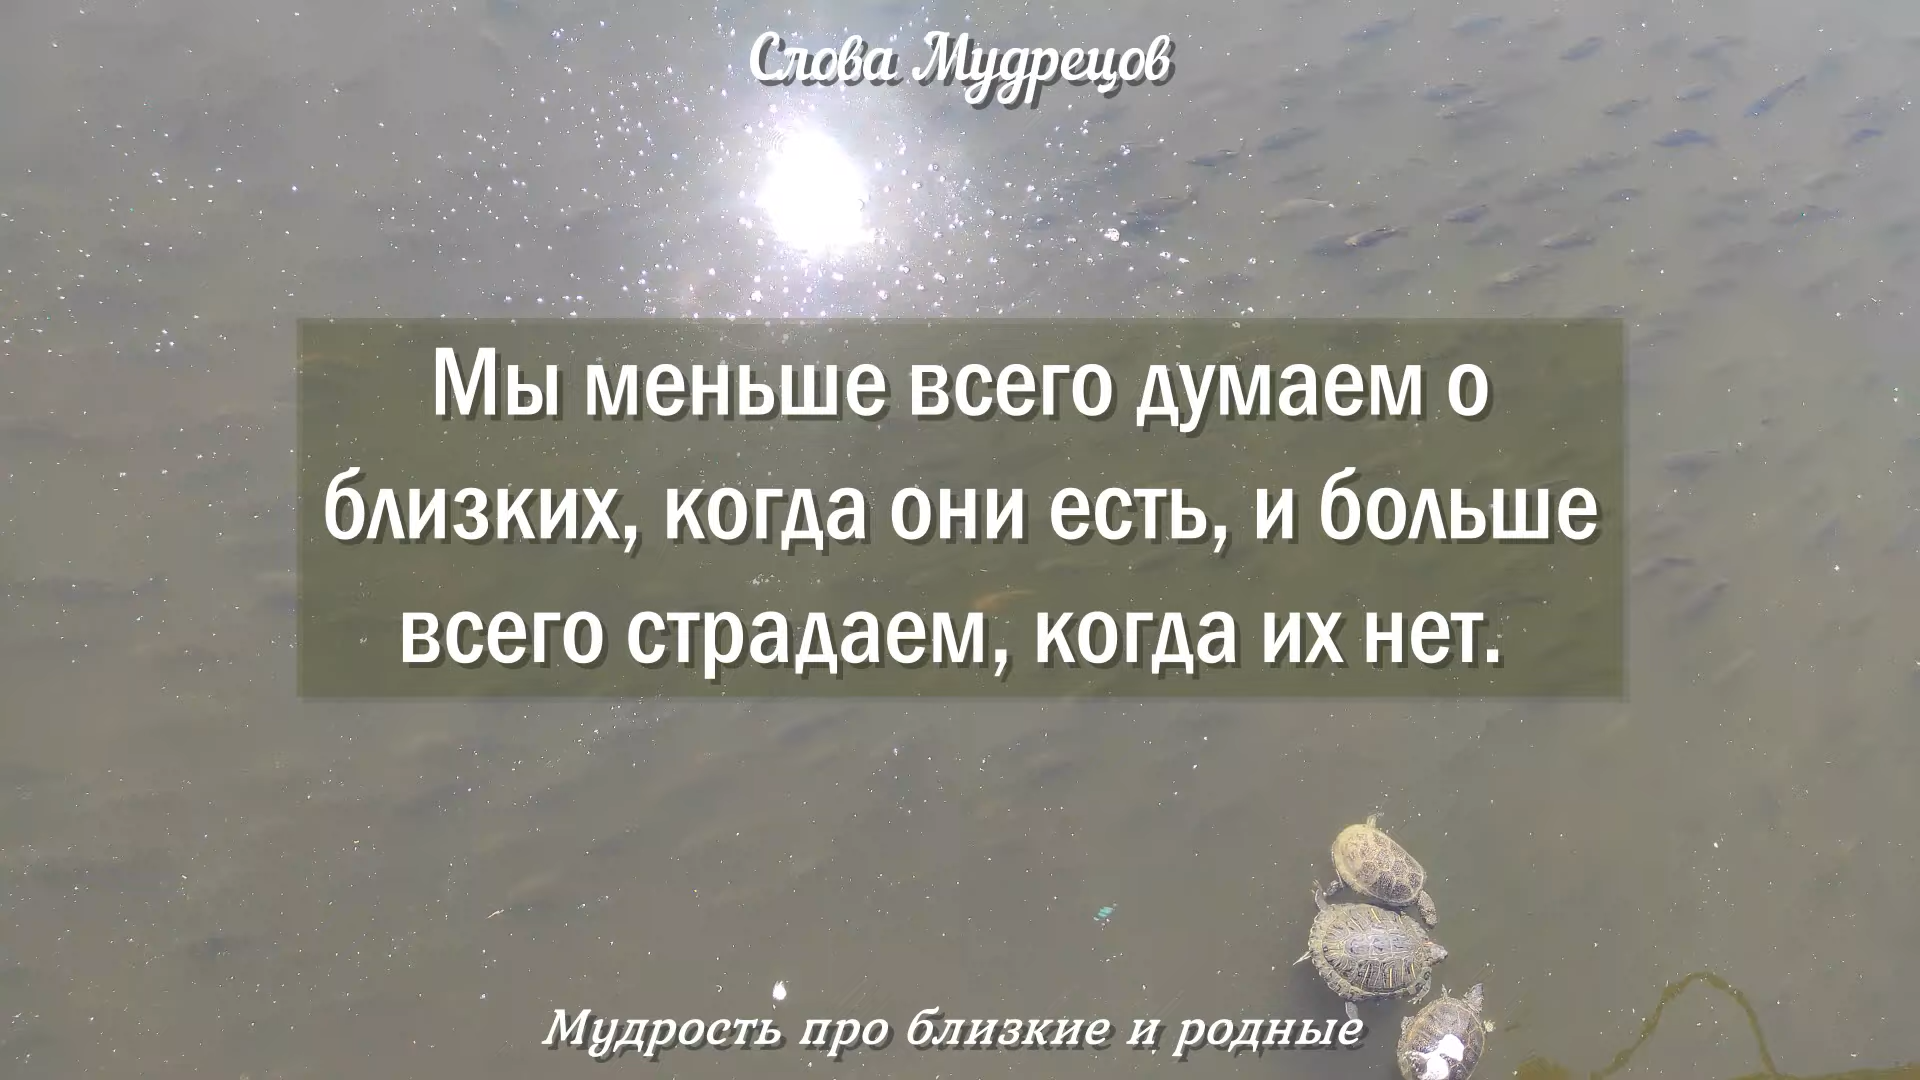 Слова Мудрецов
Мы меньше всего думаем о
близких, когда они есть, и больше
всего страдаем, когда их нет.
Мудрость про близкие и родные